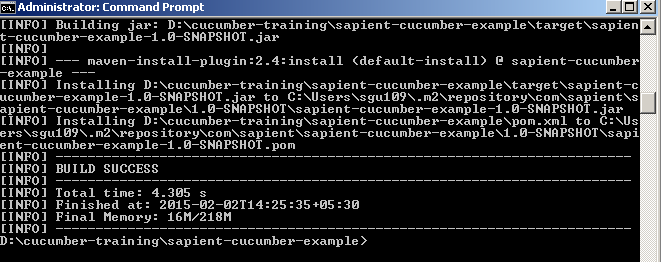 Administrator: Command Prompt
[INFO] Building jar: D:\cucumber-training\sapient-cucumber-example\target\sapien
t-cucumber-example-1.0-SNAPSHOT.jar
[INFO]
[INFO] --- maven-install-plugin:2.4:install (default-install) @ sapient-cucumber
-example ---
[INFO] Installing D:\cucumber-training\sapient-cucumber-example\target\sapient-c
ucumber-example-1.0-SNAPSHOT.jar to C:\Users\sgu109\.m2\repository\com\sapient\s
apient-cucumber-example\1.0-SNAPSHOT\sapient-cucumber-example-1.0-SNAPSHOT.jar
[INFO] Installing D:\cucumber-training\sapient-cucumber-example\pom.xml to C:\Us
ers\sgu109\.m2\repository\com\sapient\sapient-cucumber-example\1.0-SNAPSHOT\sapi
ent-cucumber-example-1.0-SNAPSHOT.pom
[INFO] ------------------------------------------------------------------------
[INFO] BUILD SUCCESS
[INFO] ------------------------------------------------------------------------
[INFO] Total time: 4.305 s
[INFO] Finished at: 2015-02-02T14:25:35+05:30
[INFO] Final Memory: 16M/218M
[INFO] ------------------------------------------------------------------------
D:\cucumber-training\sapient-cucumber-example>